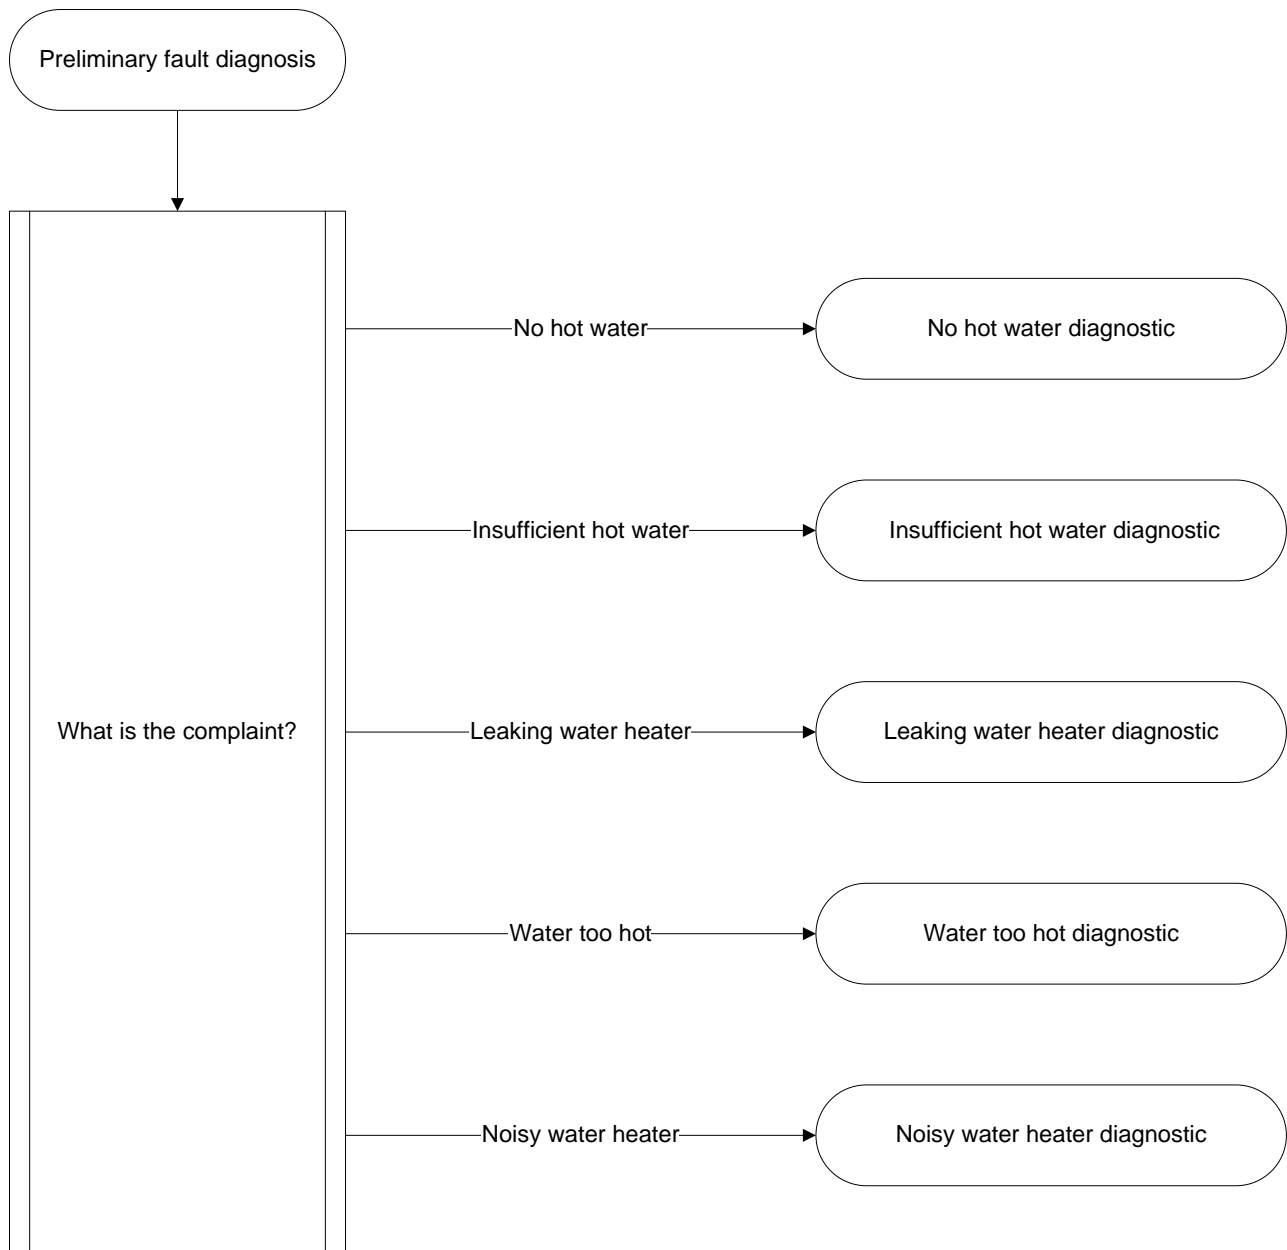 Preliminary fault diagnosis
No hot water
No hot water diagnostic
Insufficient hot water
Insufficient hot water diagnostic
What is the complaint?
Leaking water heater
Leaking water heater diagnostic
Water too hot
Water too hot diagnostic
Noisy water heater
Noisy water heater diagnostic